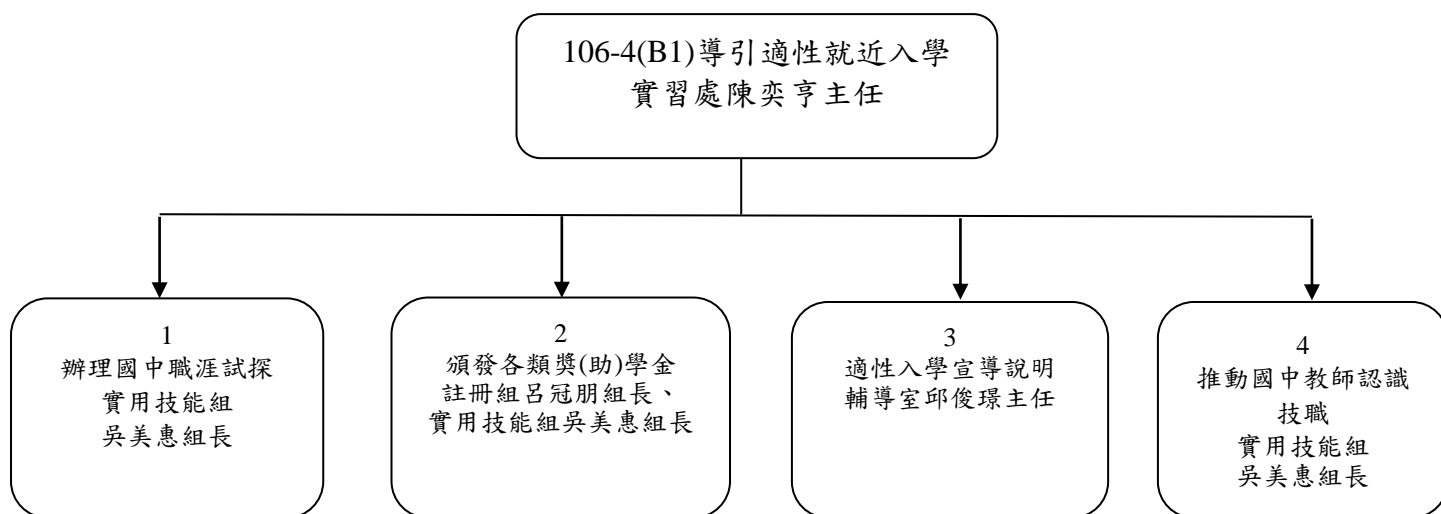 106-4(B1)導引適性就近入學
實習處陳奕亨主任
1
辦理國中職涯試探
實用技能組
吳美惠組長
2
頒發各類獎(助)學金
註冊組呂冠朋組長、
實用技能組吳美惠組長
3
適性入學宣導說明
輔導室邱俊璟主任
4
推動國中教師認識
技職
實用技能組
吳美惠組長